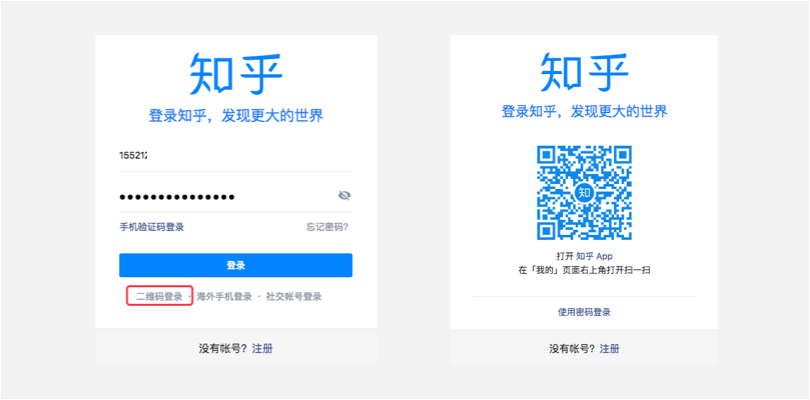 知乎
登录知乎，发现更大的世界
155212
●●●●●●●●●●●●●●●
手机验证码登录 忘记密码?
登录
二维码登录 · 海外手机登录 · 社交帐号登录
没有帐号? 注册
知乎
登录知乎，发现更大的世界
知
打开 知乎 App
在「我的」页面右上角打开扫一扫
使用密码登录
没有帐号? 注册